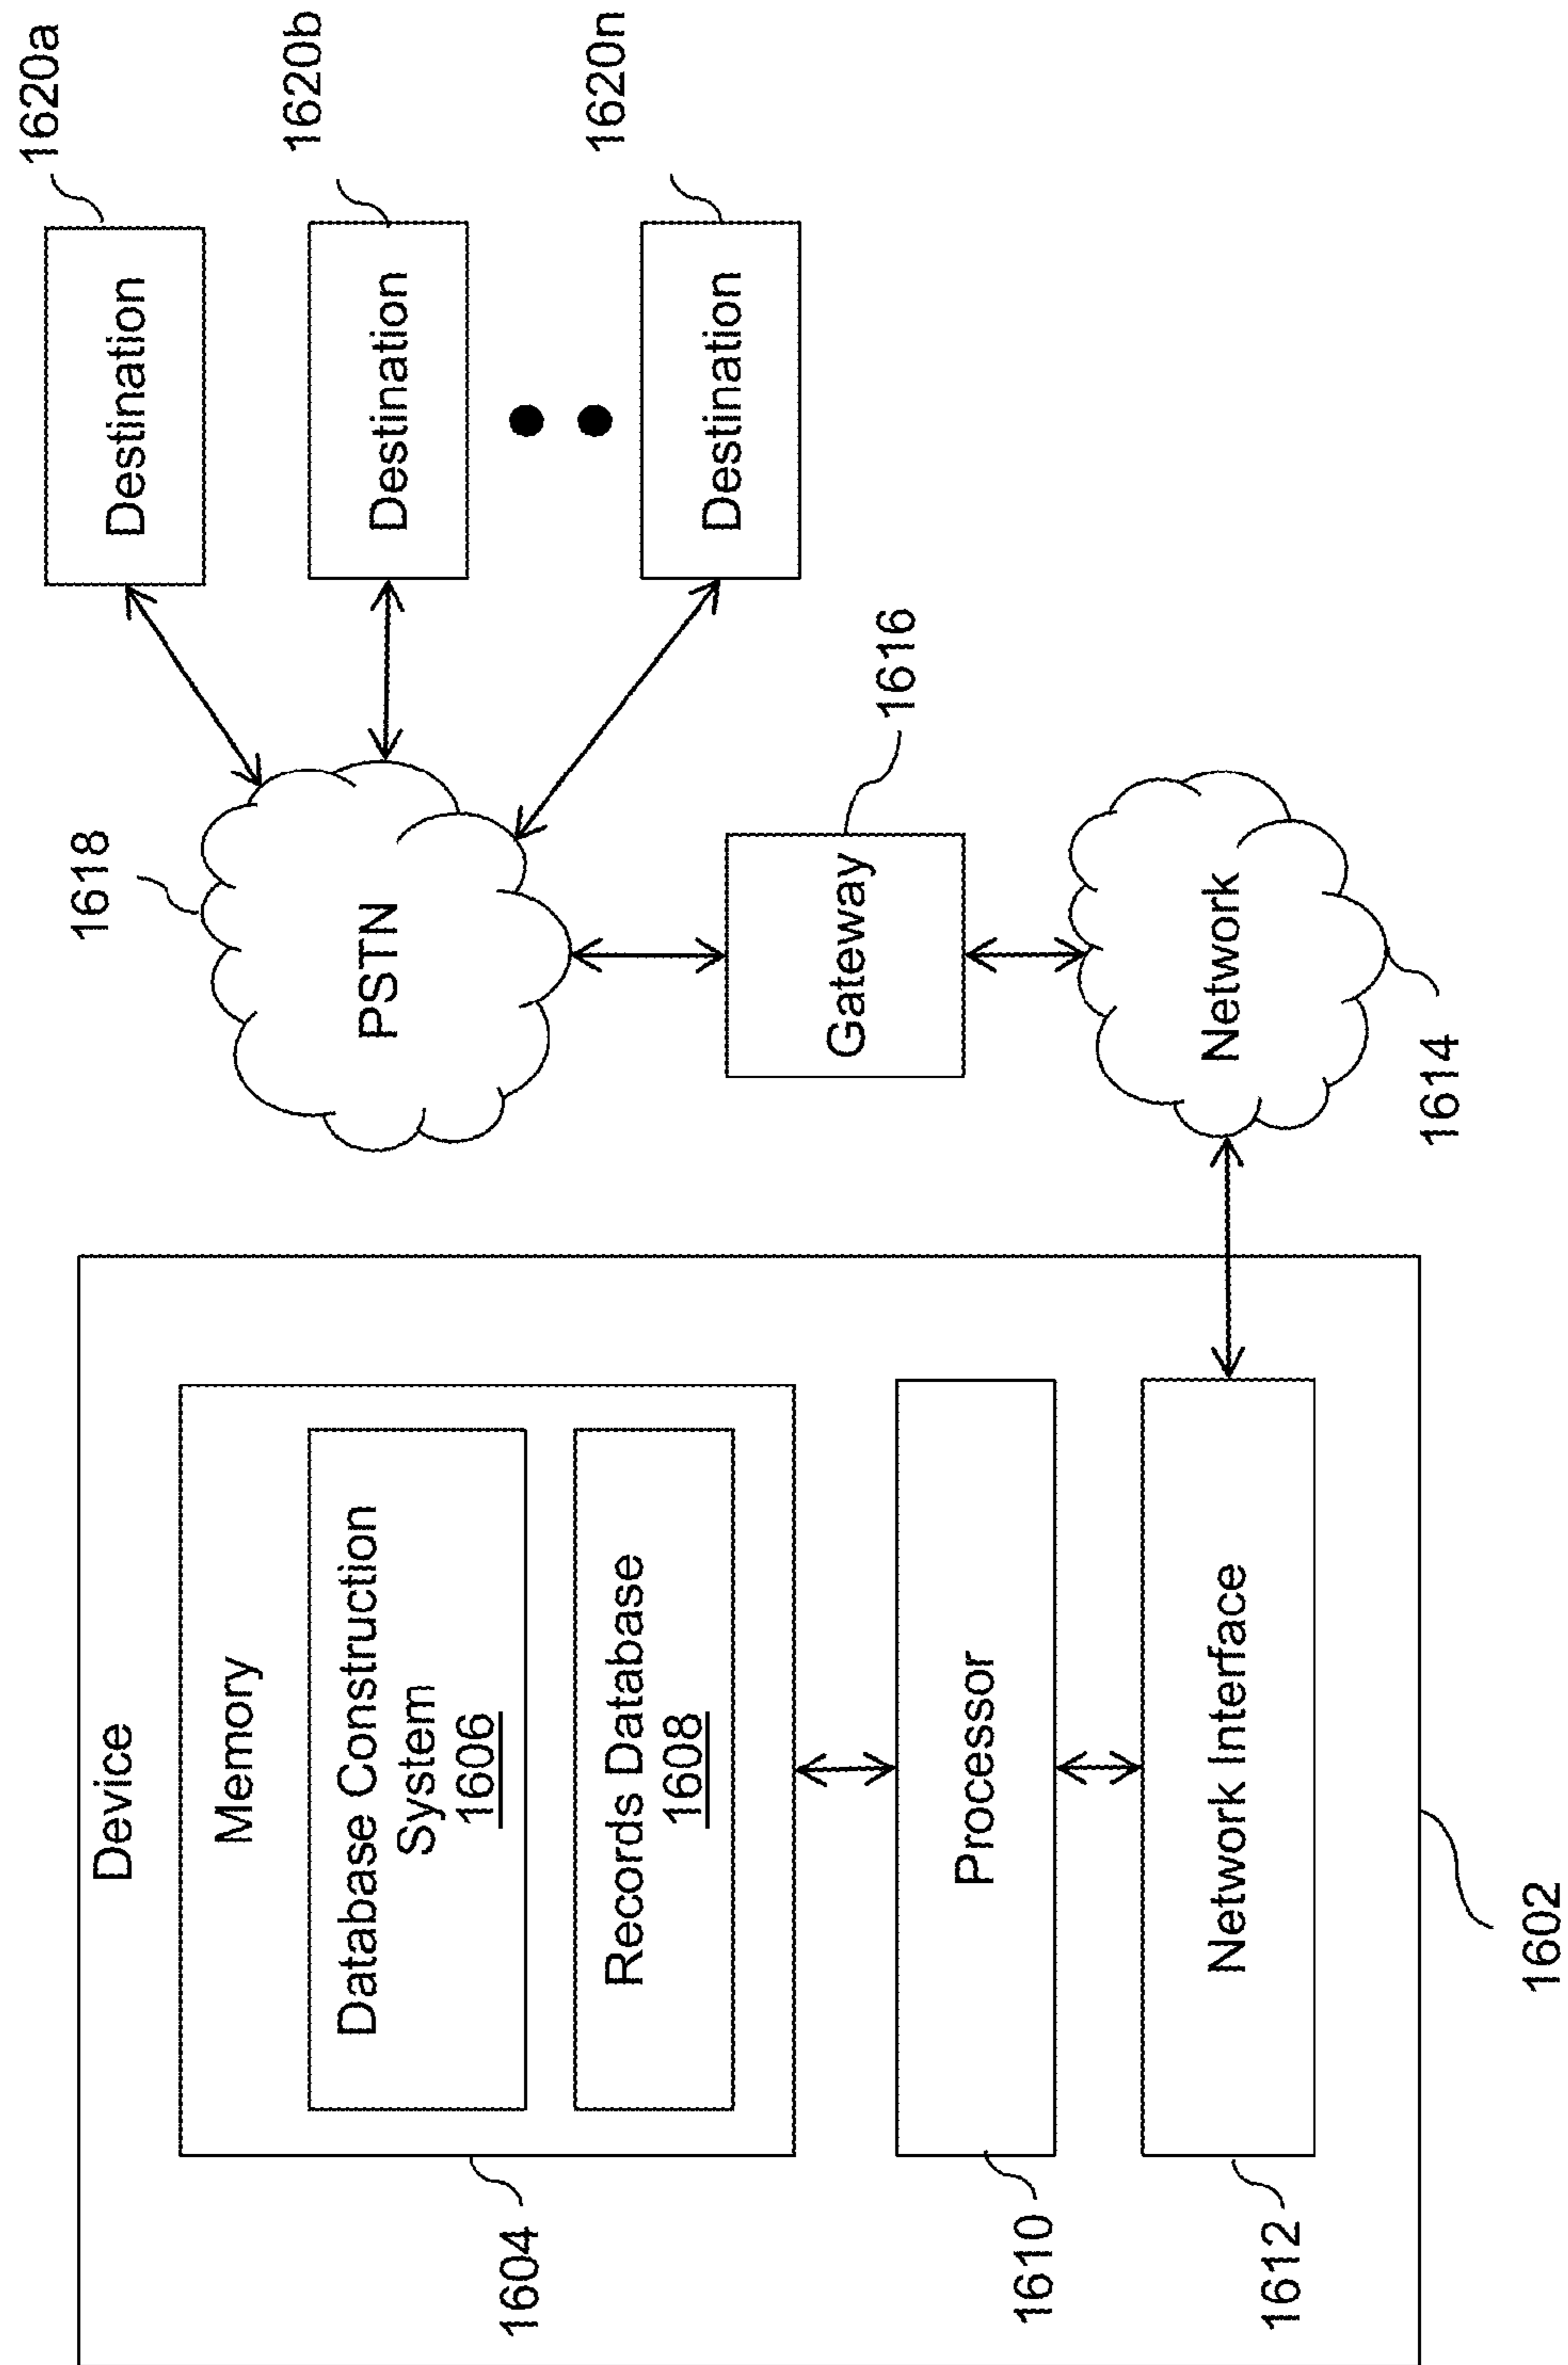 Device
Memory
Database Construction
System
1606
Records Database
1608
1604
Processor
1610
Network Interface
1612
1602
1618
PSTN
Gateway
1616
Network
1614
Destination
1620a
Destination
1620b
Destination
1620n